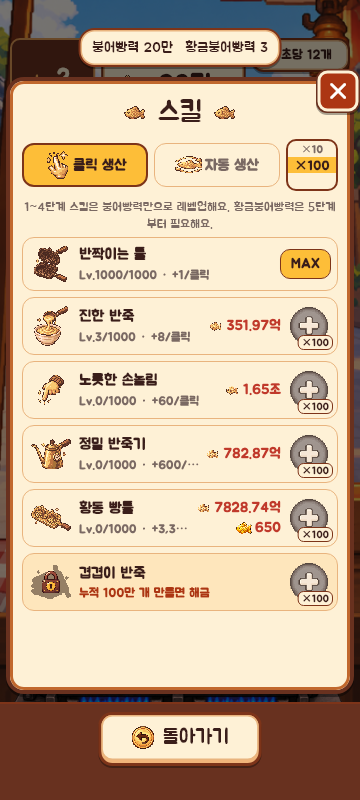 붕어빵력 20만 황금붕어빵력 3
초당 12개
스킬
클릭 생산
자동 생산
×10
×100
1~4단계 스킬은 붕어빵력만으로 레벨업해요. 황금붕어빵력은 5단계
부터 필요해요.
반짝이는 틀
Lv.1000/1000 · +1/클릭
MAX
진한 반죽
Lv.3/1000 · +8/클릭
351.97억
×100
노릇한 손놀림
Lv.0/1000 · +60/클릭
1.65조
×100
정밀 반죽기
Lv.0/1000 · +600/…
782.87억
×100
황동 빵틀
Lv.0/1000 · +3,3…
7828.74억
650
×100
겹겹이 반죽
누적 100만 개 만들면 해금
×100
돌아가기